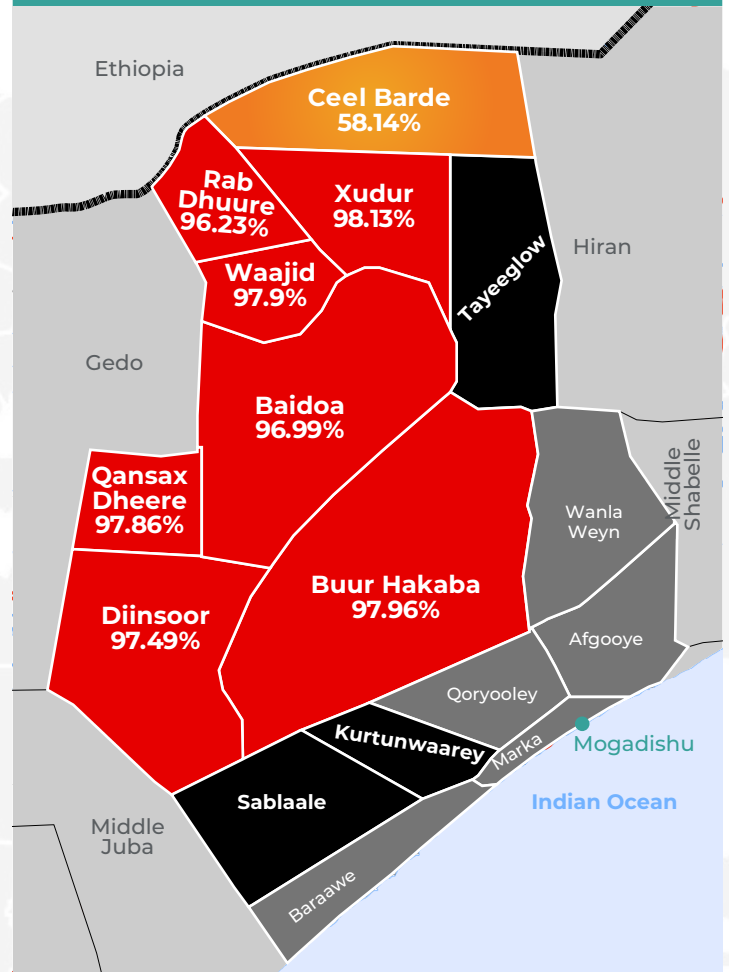 Ethiopia
Ceel Barde
58.14%
Rab
Dhuure
96.23%
Xudur
98.13%
Tayeeglow
Hiran
Waajid
97.9%
Gedo
Baidoa
96.99%
Qansax
Dheere
97.86%
Middle
Shabelle
Wanla
Weyn
Buur Hakaba
97.96%
Diinsoor
97.49%
Afgooye
Qoryooley
Kurtunwaarey
Marka
Mogadishu
Sablaale
Indian Ocean
Middle
Juba
Baraawe